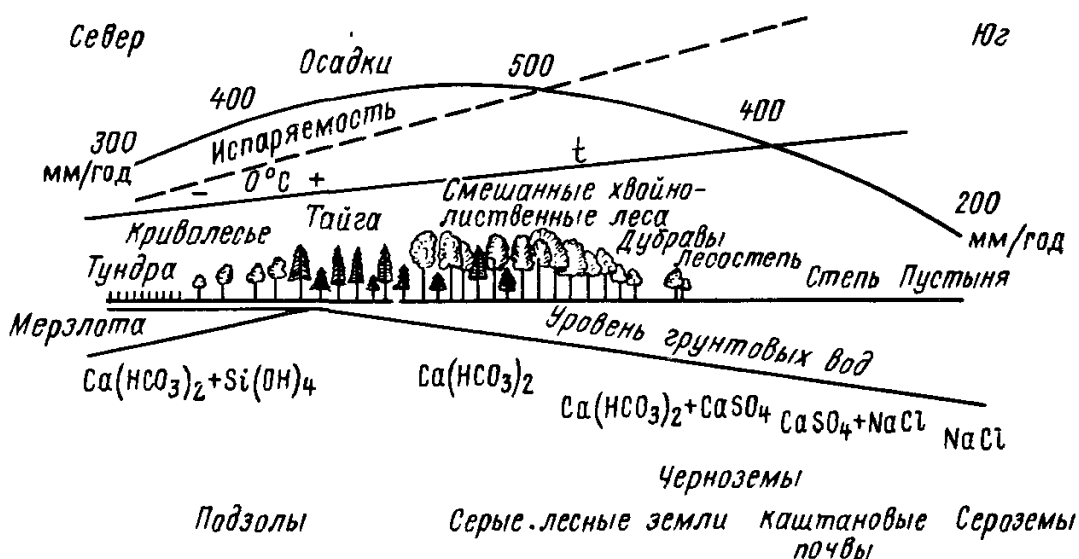 Север
Юг
Осадки
500
400
400
300
мм/год
Испаряемость
t
- 0°C +
Смешанные хвойно-
лиственные леса
Тайга
200
мм/год
Криволесье
Дубравы
Лесостепь
Тундра
Степь Пустыня
Мерзлота
Уровень грунтовых вод
Ca(HCO₃)₂+Si(OH)₄
Ca(HCO₃)₂
Ca(HCO₃)₂+CaSO₄
CaSO₄+NaCl
NaCl
Черноземы
Подзолы
Серые лесные земли
каштановые
почвы
Сероземы